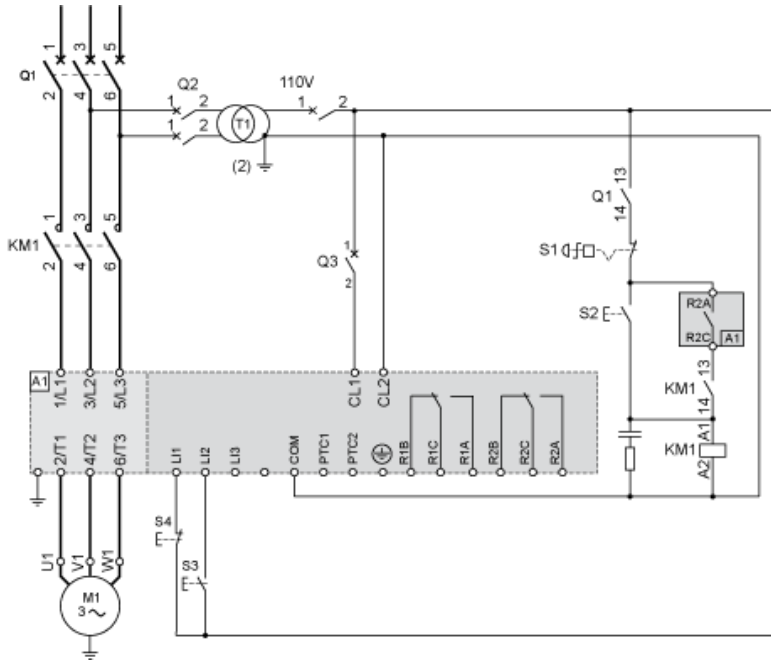 1 3 5
Q1
2 4 6
Q2
1 2
1 2
T1
(2)
110V
1 2
1 3 5
KM1
2 4 6
Q3
1
2
13
Q1
14
S1
S2
R2A
R2C A1
13
KM1
14
A1
KM1
A2
A1
1/L1 3/L2 5/L3 CL1 CL2
2/T1 4/T2 6/T3 LI1 LI2 LI3 COM PTC1 PTC2 R1B R1C R1A R2B R2C R2A
S4
S3
U1 V1 W1
M1
3 ~